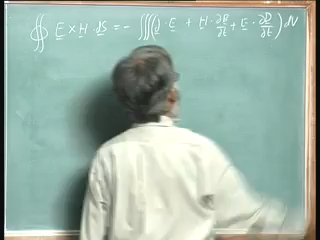 ∯ E × H · dS = − ∭ (J · E + H · ∂B/∂t + E · ∂D/∂t) dV